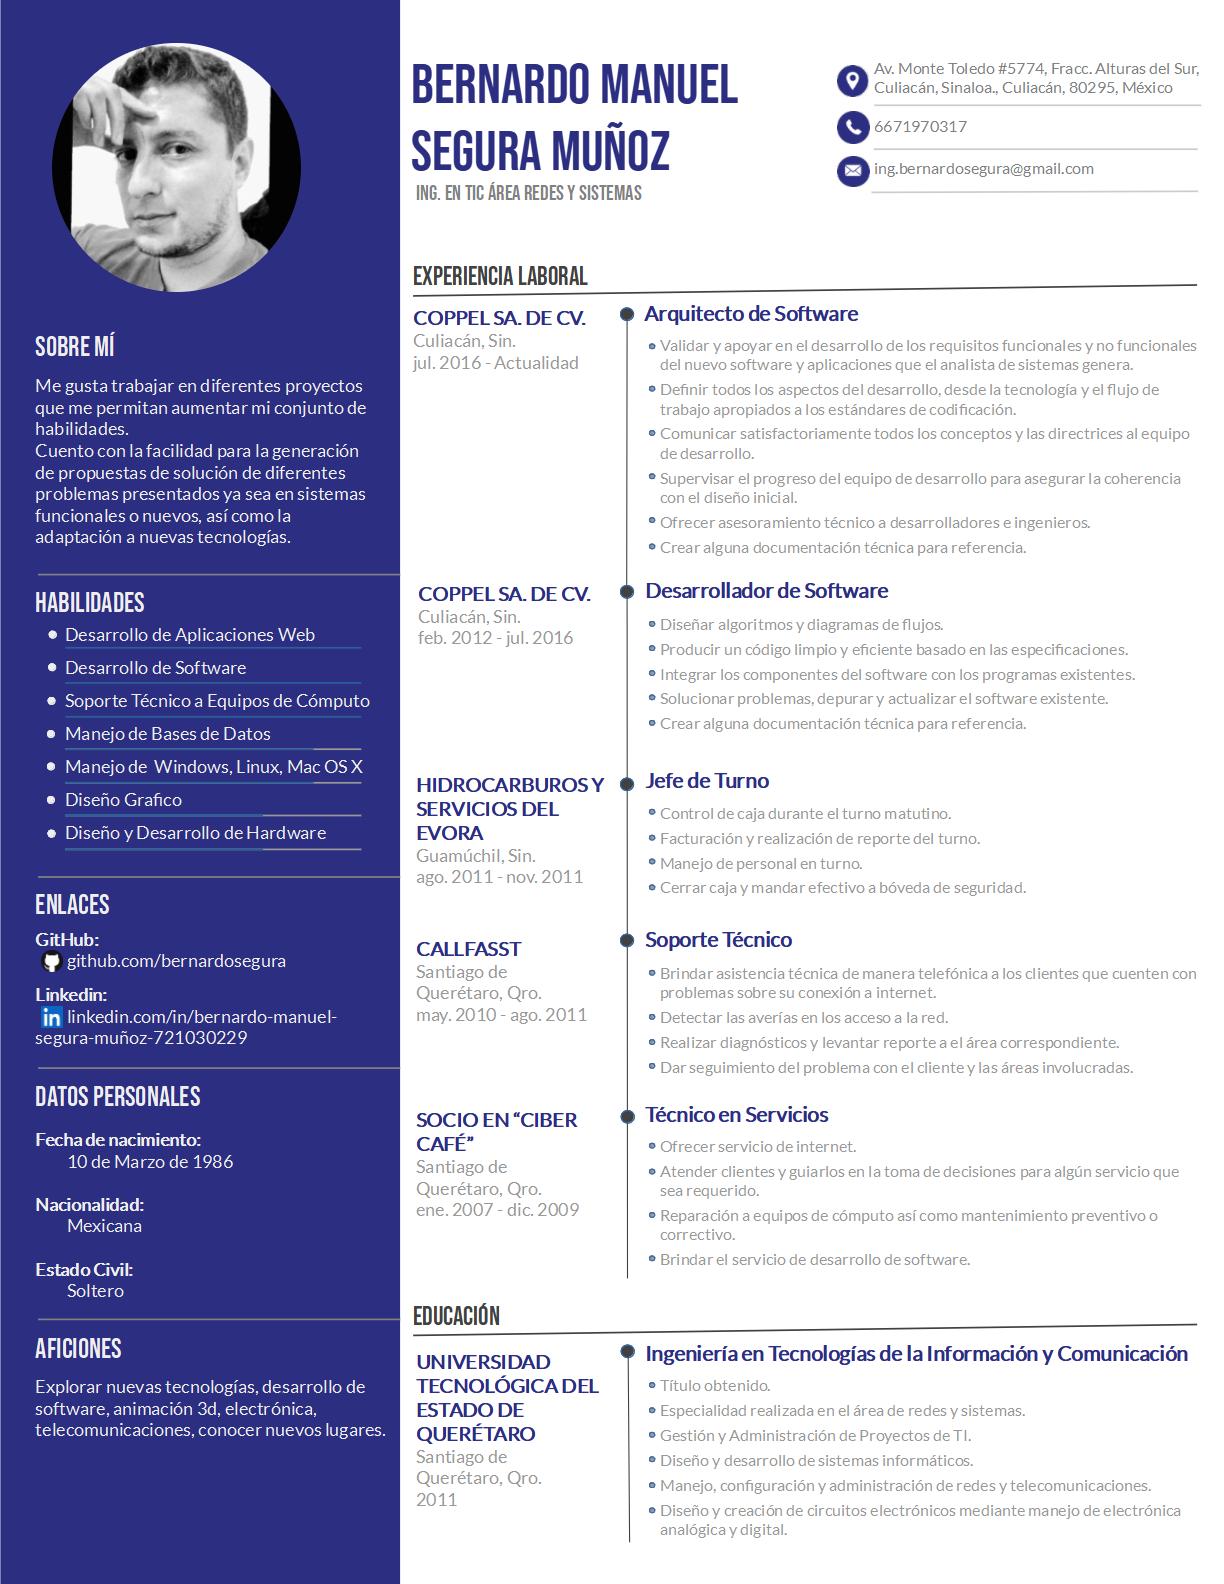 BERNARDO MANUEL
SEGURA MUÑOZ
ING. EN TIC ÁREA REDES Y SISTEMAS
Av. Monte Toledo #5774, Fracc. Alturas del Sur,
Culiacán, Sinaloa., Culiacán, 80295, México
6671970317
ing.bernardosegura@gmail.com
SOBRE MÍ
Me gusta trabajar en diferentes proyectos
que me permitan aumentar mi conjunto de
habilidades.
Cuento con la facilidad para la generación
de propuestas de solución de diferentes
problemas presentados ya sea en sistemas
funcionales o nuevos, así como la
adaptación a nuevas tecnologías.
HABILIDADES
Desarrollo de Aplicaciones Web
Desarrollo de Software
Soporte Técnico a Equipos de Cómputo
Manejo de Bases de Datos
Manejo de Windows, Linux, Mac OS X
Diseño Grafico
Diseño y Desarrollo de Hardware
ENLACES
GitHub:
github.com/bernardosegura
Linkedin:
in linkedin.com/in/bernardo-manuel-
segura-muñoz-721030229
DATOS PERSONALES
Fecha de nacimiento:
10 de Marzo de 1986
Nacionalidad:
Mexicana
Estado Civil:
Soltero
AFICIONES
Explorar nuevas tecnologías, desarrollo de
software, animación 3d, electrónica,
telecomunicaciones, conocer nuevos lugares.
EXPERIENCIA LABORAL
COPPEL SA. DE CV.
Culiacán, Sin.
jul. 2016 - Actualidad
Arquitecto de Software
Validar y apoyar en el desarrollo de los requisitos funcionales y no funcionales
del nuevo software y aplicaciones que el analista de sistemas genera.
Definir todos los aspectos del desarrollo, desde la tecnología y el flujo de
trabajo apropiados a los estándares de codificación.
Comunicar satisfactoriamente todos los conceptos y las directrices al equipo
de desarrollo.
Supervisar el progreso del equipo de desarrollo para asegurar la coherencia
con el diseño inicial.
Ofrecer asesoramiento técnico a desarrolladores e ingenieros.
Crear alguna documentación técnica para referencia.
COPPEL SA. DE CV.
Culiacán, Sin.
feb. 2012 - jul. 2016
Desarrollador de Software
Diseñar algoritmos y diagramas de flujos.
Producir un código limpio y eficiente basado en las especificaciones.
Integrar los componentes del software con los programas existentes.
Solucionar problemas, depurar y actualizar el software existente.
Crear alguna documentación técnica para referencia.
HIDROCARBUROS Y
SERVICIOS DEL
EVORA
Guamúchil, Sin.
ago. 2011 - nov. 2011
Jefe de Turno
Control de caja durante el turno matutino.
Facturación y realización de reporte del turno.
Manejo de personal en turno.
Cerrar caja y mandar efectivo a bóveda de seguridad.
CALLFASST
Santiago de
Querétaro, Qro.
may. 2010 - ago. 2011
Soporte Técnico
Brindar asistencia técnica de manera telefónica a los clientes que cuenten con
problemas sobre su conexión a internet.
Detectar las averías en los acceso a la red.
Realizar diagnósticos y levantar reporte a el área correspondiente.
Dar seguimiento del problema con el cliente y las áreas involucradas.
SOCIO EN “CIBER
CAFÉ”
Santiago de
Querétaro, Qro.
ene. 2007 - dic. 2009
Técnico en Servicios
Ofrecer servicio de internet.
Atender clientes y guiarlos en la toma de decisiones para algún servicio que
sea requerido.
Reparación a equipos de cómputo así como mantenimiento preventivo o
correctivo.
Brindar el servicio de desarrollo de software.
EDUCACIÓN
UNIVERSIDAD
TECNOLÓGICA DEL
ESTADO DE
QUERÉTARO
Santiago de
Querétaro, Qro.
2011
Ingeniería en Tecnologías de la Información y Comunicación
Título obtenido.
Especialidad realizada en el área de redes y sistemas.
Gestión y Administración de Proyectos de TI.
Diseño y desarrollo de sistemas informáticos.
Manejo, configuración y administración de redes y telecomunicaciones.
Diseño y creación de circuitos electrónicos mediante manejo de electrónica
analógica y digital.